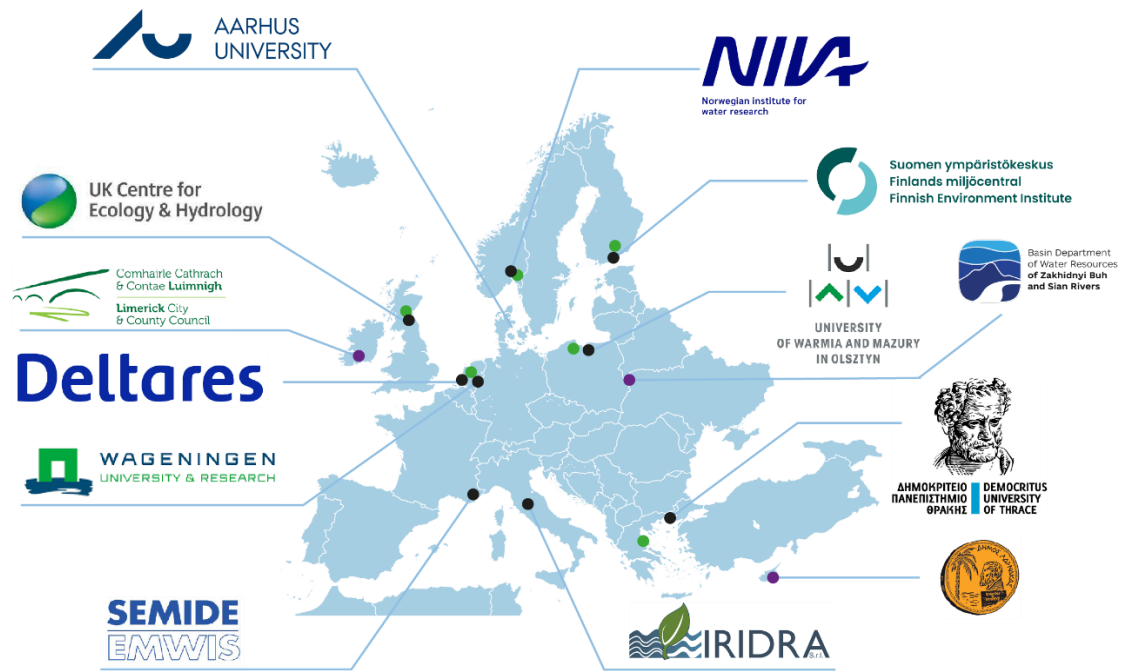 AARHUS
UNIVERSITY
NIVA
Norwegian institute for
water research
UK Centre for
Ecology & Hydrology
Suomen ympäristökeskus
Finlands miljöcentral
Finnish Environment Institute
Basin Department
of Water Resources
of Zakhidnyi Buh
and Sian Rivers
Comhairle Cathrach
& Contae Luimnigh
Limerick City
& County Council
UNIVERSITY
OF WARMIA AND MAZURY
IN OLSZTYN
Deltares
WAGENINGEN
UNIVERSITY & RESEARCH
ΔΗΜΟΚΡΙΤΕΙΟ
ΠΑΝΕΠΙΣΤΗΜΙΟ
ΘΡΑΚΗΣ
DEMOCRITUS
UNIVERSITY
OF THRACE
ΔΗΜΟΣ
SEMIDE
EMWIS
IRIDRA
S.r.l.